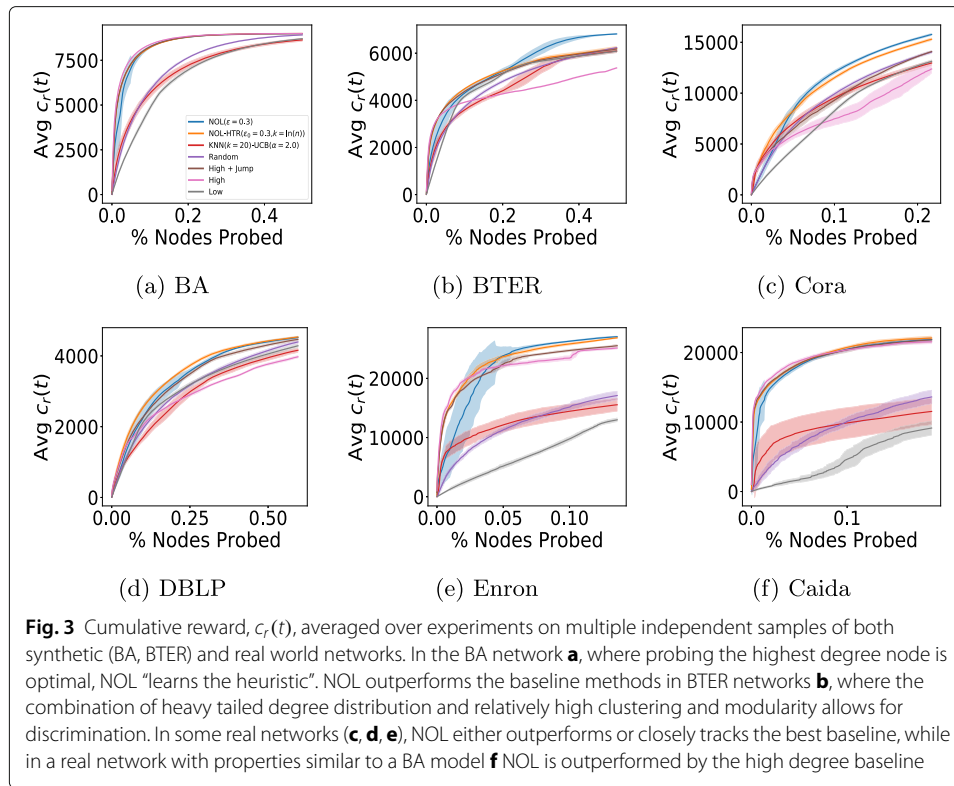 Avg c_r(t)
7500
5000
2500
0
0.0 0.2 0.4
% Nodes Probed
NOL(ε = 0.3)
NOL-HTR(ε₀ = 0.3, k = ln(n))
KNN(k = 20)-UCB(α = 2.0)
Random
High + Jump
High
Low
(a) BA
Avg c_r(t)
6000
4000
2000
0
0.0 0.2 0.4
% Nodes Probed
(b) BTER
Avg c_r(t)
15000
10000
5000
0
0.0 0.1 0.2
% Nodes Probed
(c) Cora
Avg c_r(t)
4000
2000
0
0.00 0.25 0.50
% Nodes Probed
(d) DBLP
Avg c_r(t)
20000
10000
0
0.00 0.05 0.10
% Nodes Probed
(e) Enron
Avg c_r(t)
20000
10000
0
0.0 0.1
% Nodes Probed
(f) Caida
Fig. 3 Cumulative reward, c_r(t), averaged over experiments on multiple independent samples of both
synthetic (BA, BTER) and real world networks. In the BA network a, where probing the highest degree node is
optimal, NOL “learns the heuristic”. NOL outperforms the baseline methods in BTER networks b, where the
combination of heavy tailed degree distribution and relatively high clustering and modularity allows for
discrimination. In some real networks (c, d, e), NOL either outperforms or closely tracks the best baseline, while
in a real network with properties similar to a BA model f NOL is outperformed by the high degree baseline